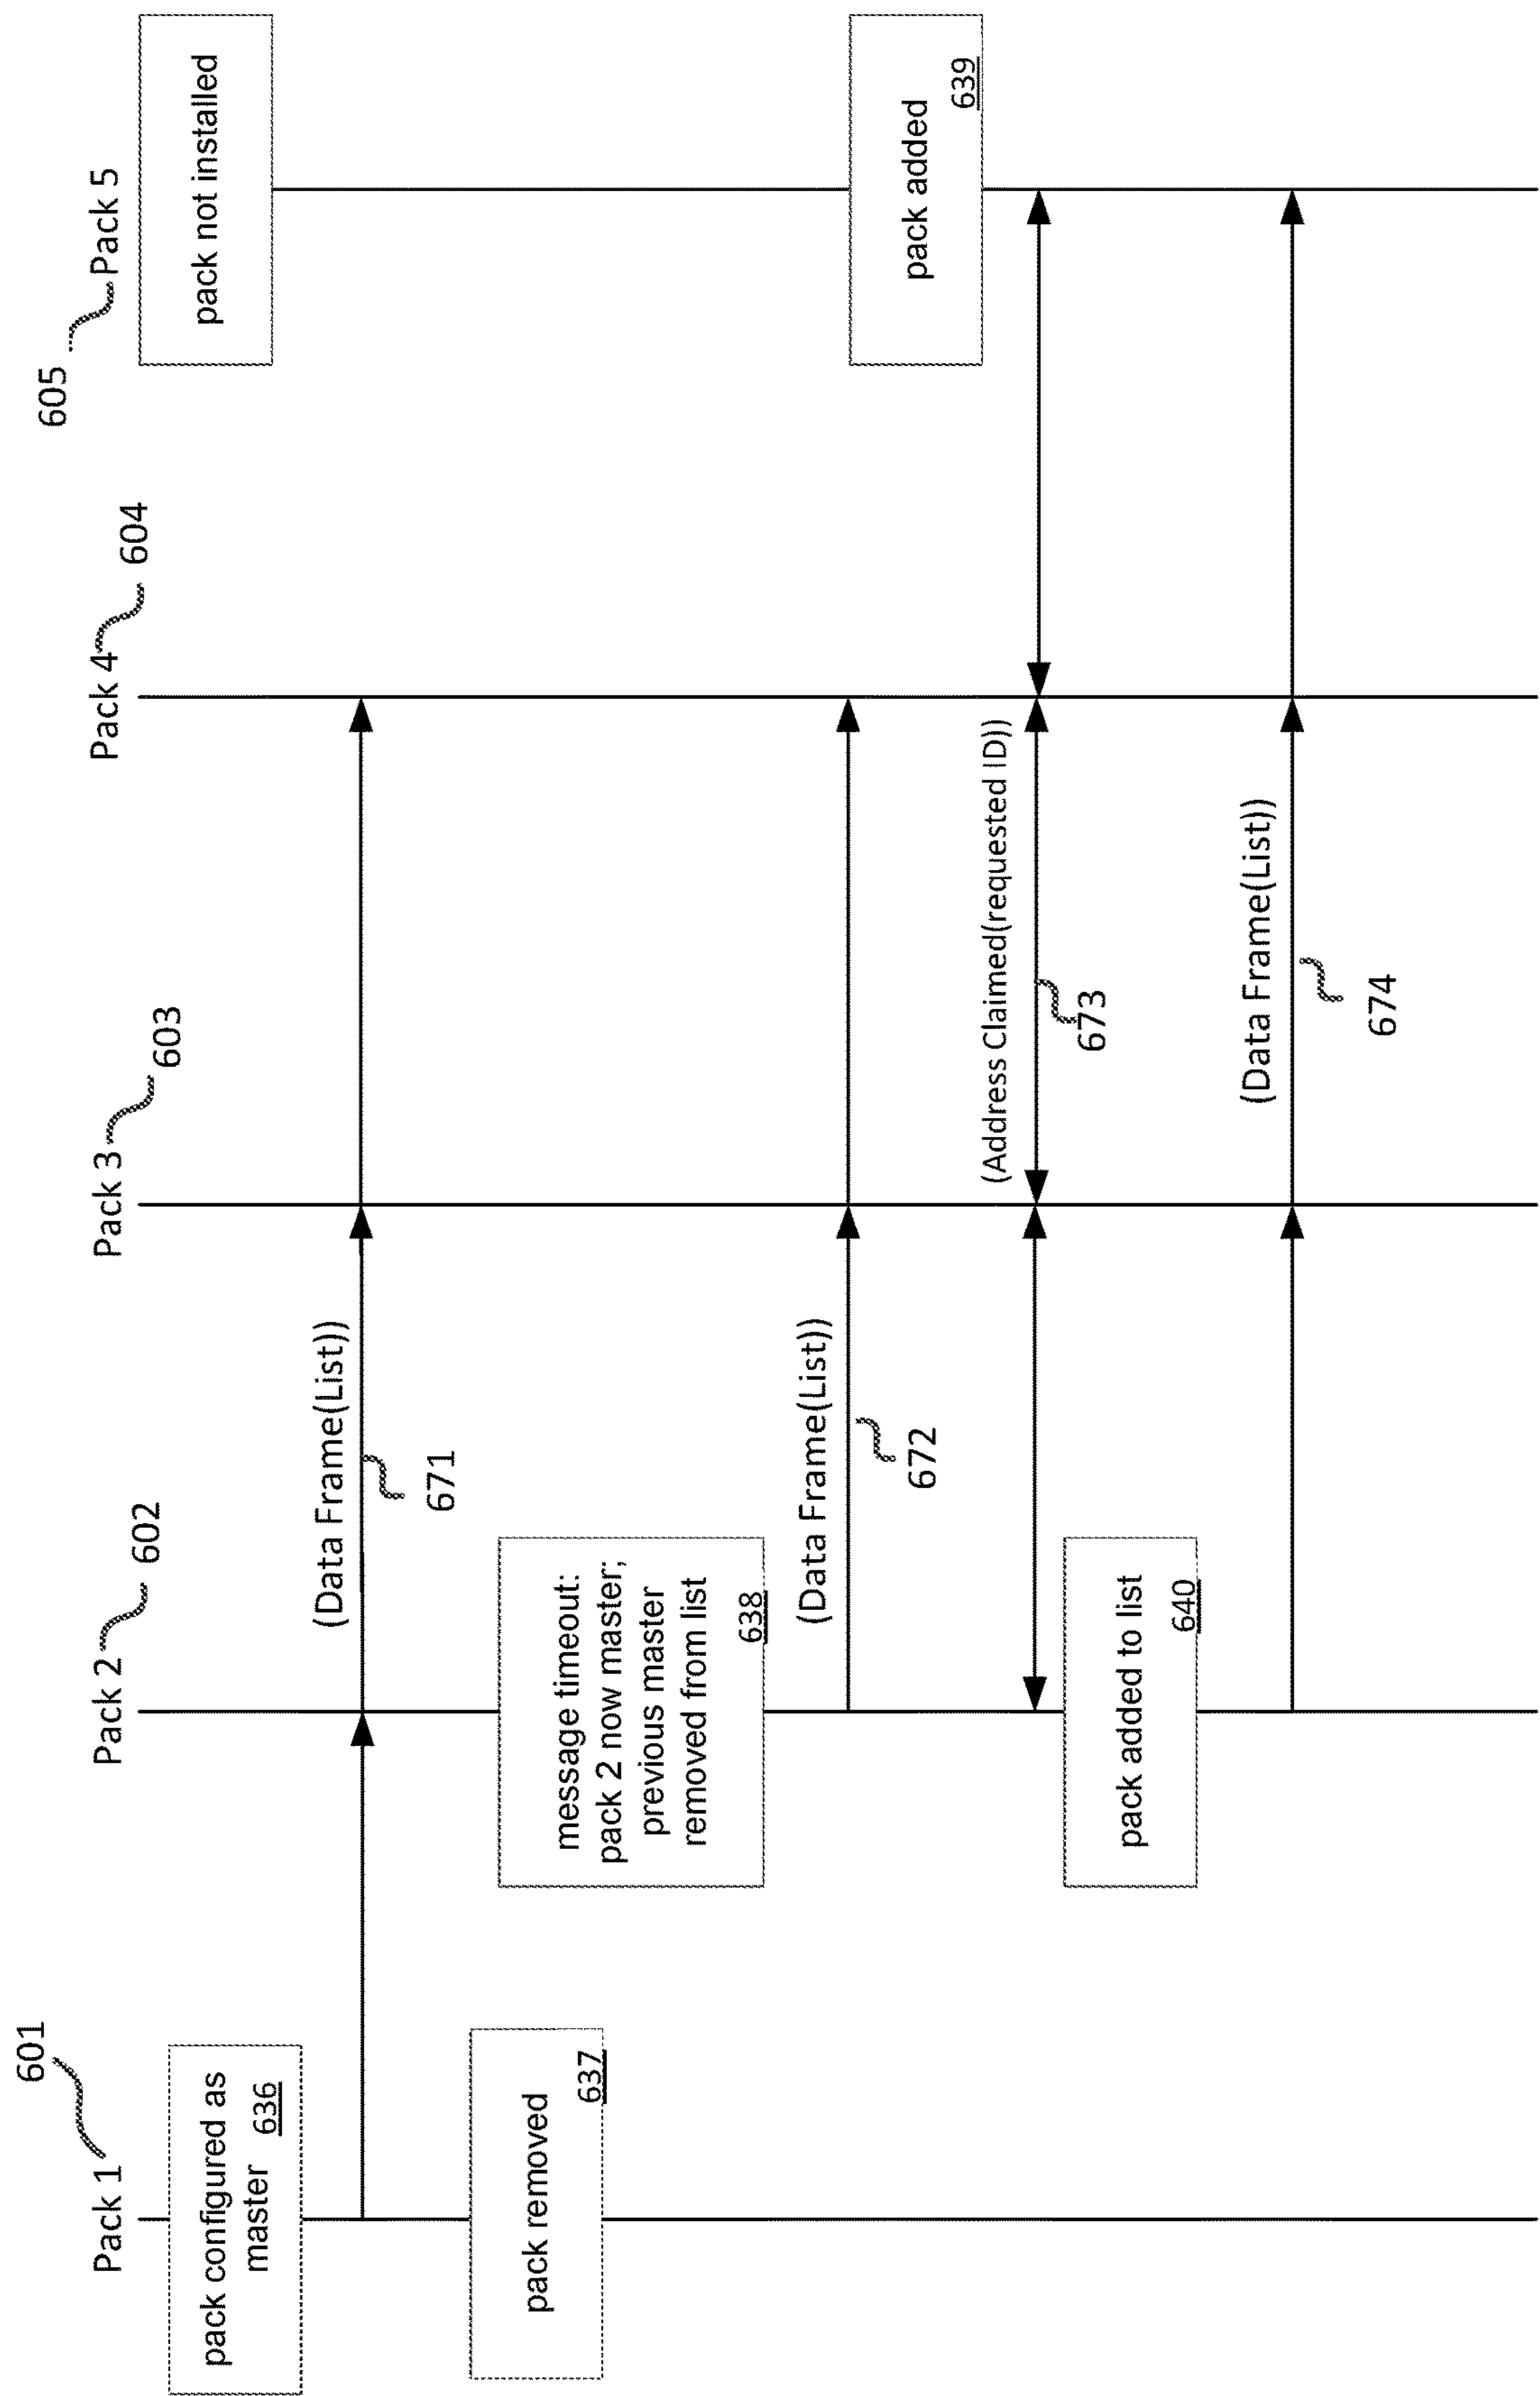 601
602
603
604
605
Pack 1
Pack 2
Pack 3
Pack 4
Pack 5
pack configured as
master 636
pack not installed
(Data Frame(List))
671
pack removed
637
message timeout:
pack 2 now master;
previous master
removed from list
638
(Data Frame(List))
672
pack added
639
(Address Claimed(requested ID))
673
pack added to list
640
(Data Frame(List))
674